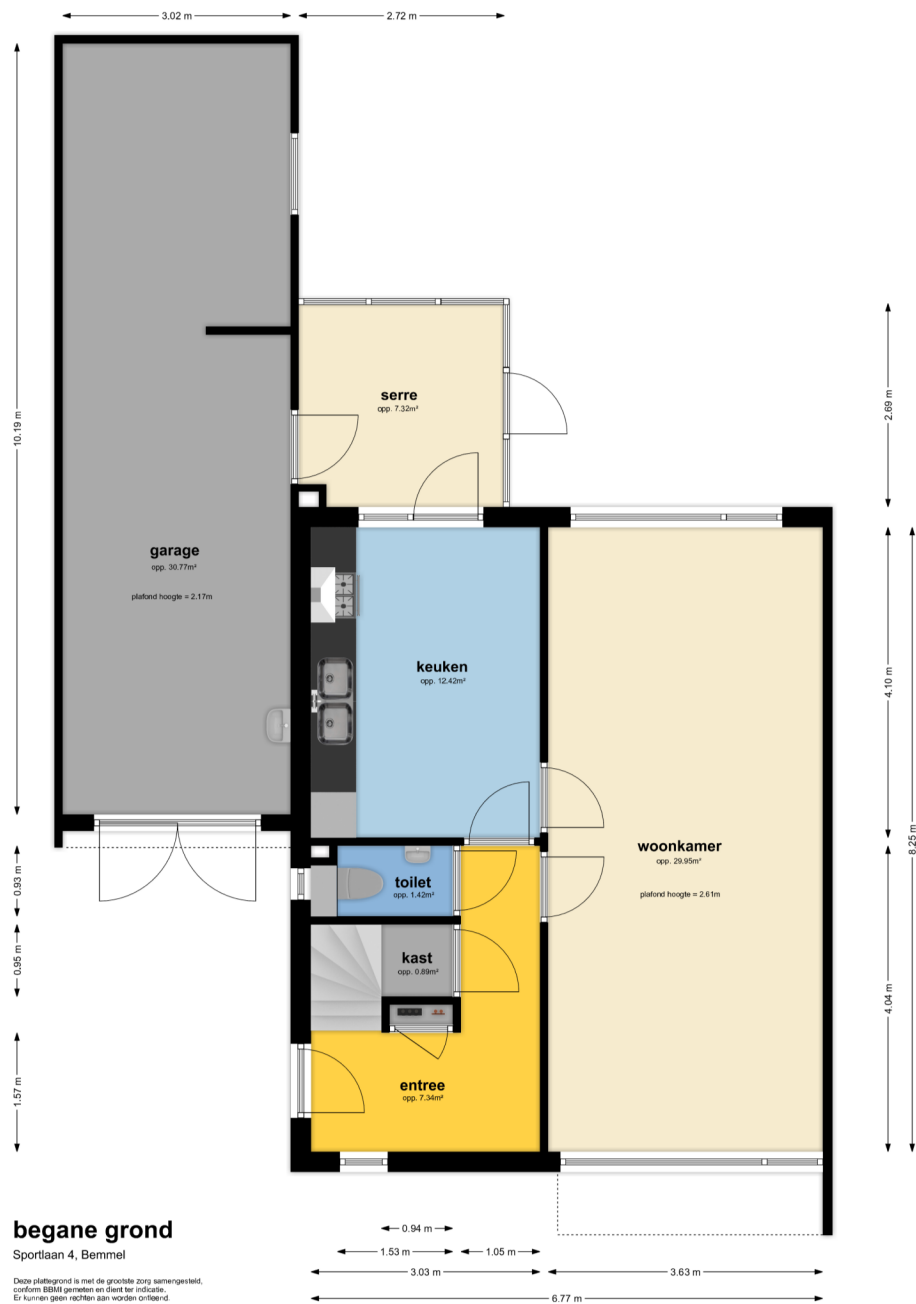 3.02 m
2.72 m
10.19 m
2.69 m
serre
opp. 7.32m²
garage
opp. 30.77m²
plafond hoogte = 2.17m
keuken
opp. 12.42m²
4.10 m
8.25 m
woonkamer
opp. 29.95m²
plafond hoogte = 2.61m
toilet
opp. 1.42m²
0.93 m
kast
opp. 0.89m²
0.95 m
4.04 m
entree
opp. 7.34m²
1.57 m
begane grond
Sportlaan 4, Bemmel
Deze plattegrond is met de grootste zorg samengesteld,
conform BBMI gemeten en dient ter indicatie.
Er kunnen geen rechten aan worden ontleend.
0.94 m
1.53 m
1.05 m
3.03 m
3.63 m
6.77 m